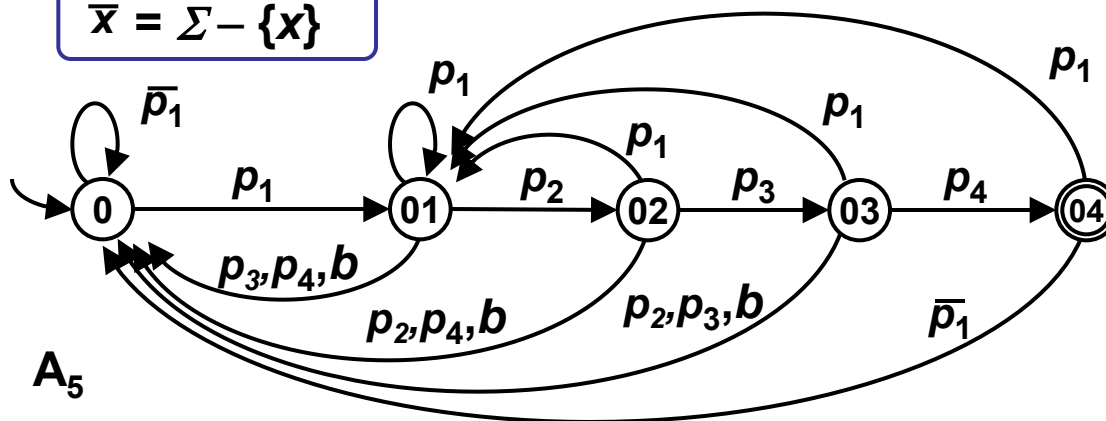 x̅ = Σ – {x}
p₁
p̅₁
p₁
p₁
p₁
p₁
p₂
p₃
p₄
0
01
02
03
04
p₃,p₄,b
p₂,p₄,b
p₂,p₃,b
p̅₁
A₅